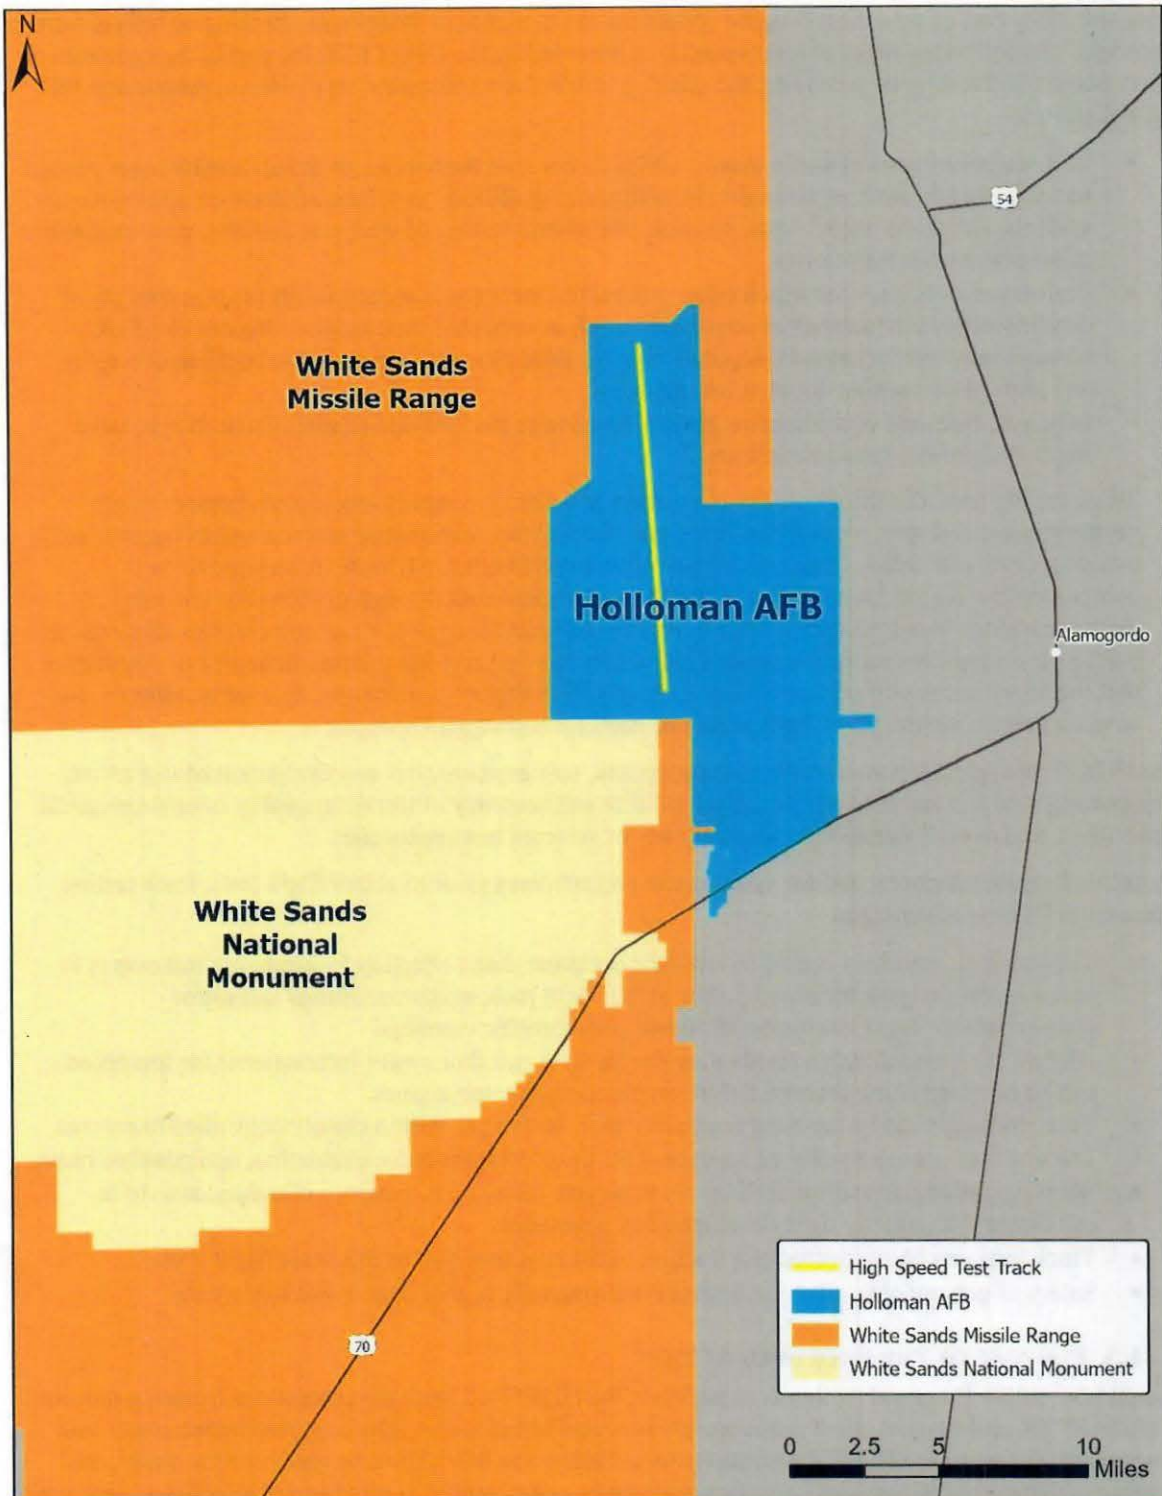 N
54
White Sands
Missile Range
Holloman AFB
Alamogordo
White Sands
National
Monument
High Speed Test Track
Holloman AFB
White Sands Missile Range
White Sands National Monument
70
0 2.5 5 10
Miles